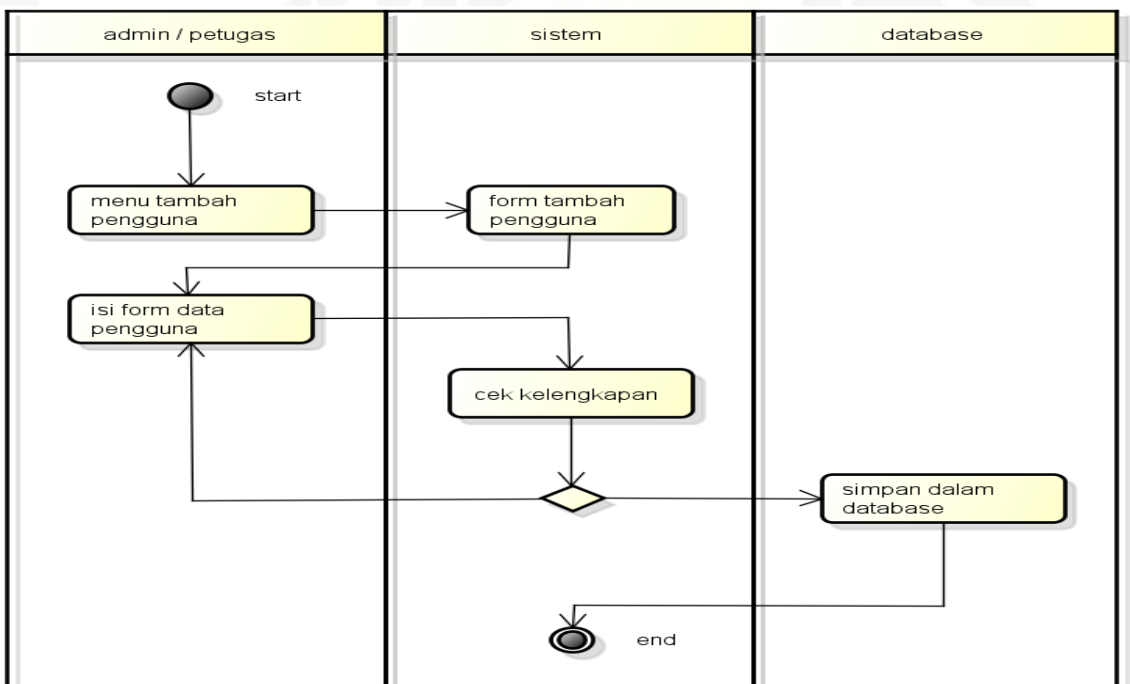 admin / petugas
sistem
database
start
menu tambah
pengguna
form tambah
pengguna
isi form data
pengguna
cek kelengkapan
simpan dalam
database
end